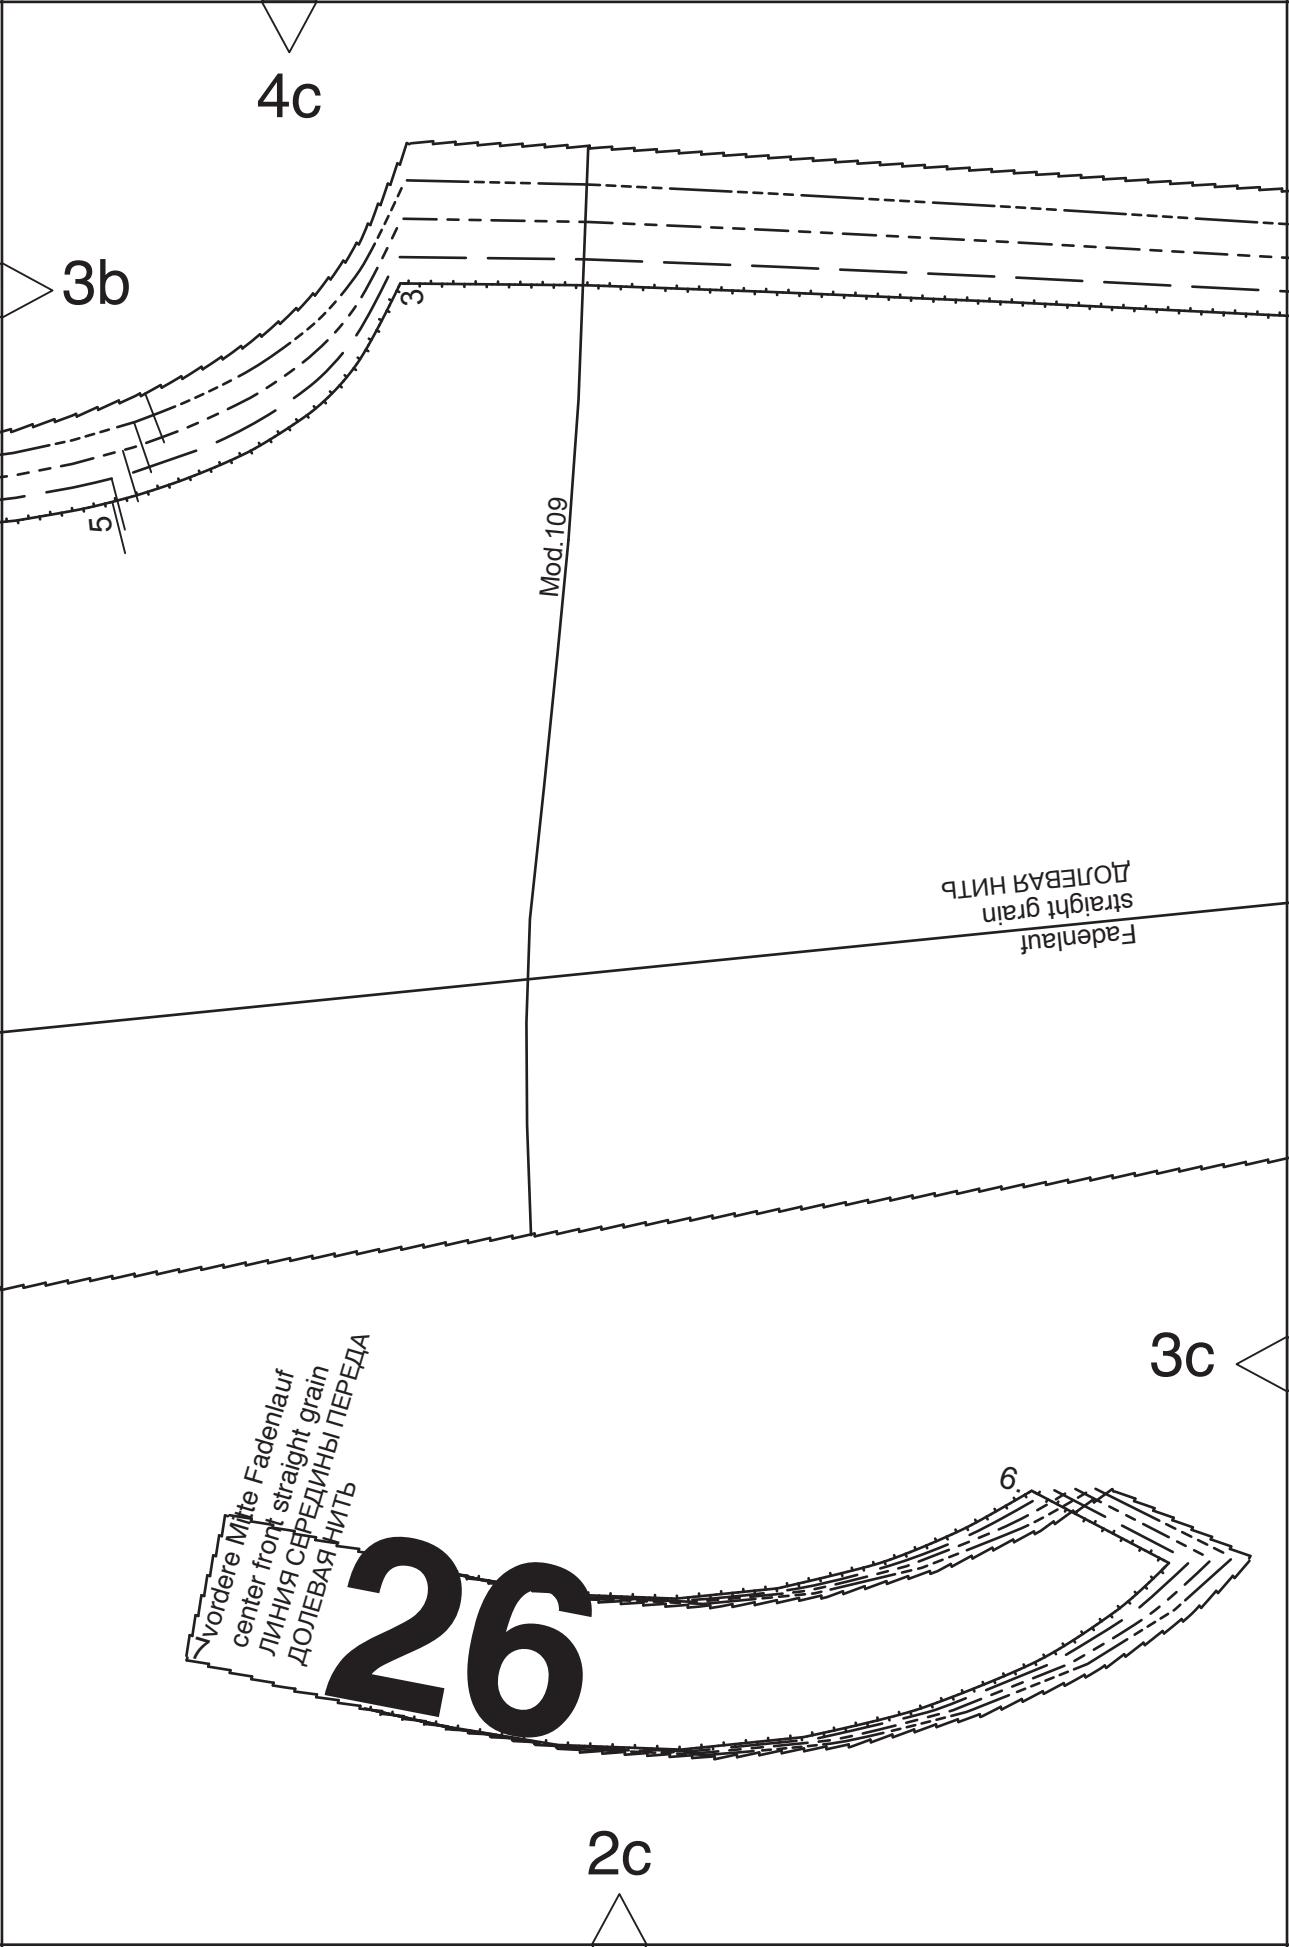 4c
3b
3
5
Mod.109
Fadenlauf
straight grain
ДОЛЕВАЯ НИТЬ
3c
6
vordere Mitte Fadenlauf
center front straight grain
ЛИНИЯ СЕРЕДИНЫ ПЕРЕДА
ДОЛЕВАЯ НИТЬ
7
26
2c